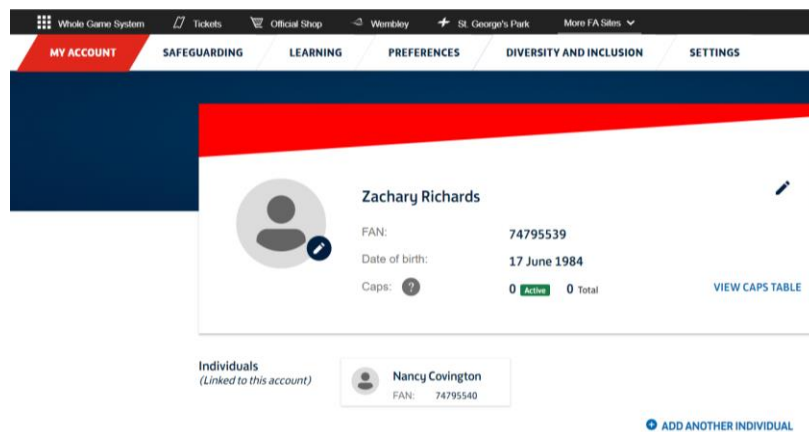 Whole Game System Tickets Official Shop Wembley St. George's Park More FA Sites
MY ACCOUNT SAFEGUARDING LEARNING PREFERENCES DIVERSITY AND INCLUSION SETTINGS
Zachary Richards
FAN: 74795539
Date of birth: 17 June 1984
Caps: ? 0 Active 0 Total VIEW CAPS TABLE
Individuals
(Linked to this account)
Nancy Covington
FAN: 74795540
ADD ANOTHER INDIVIDUAL